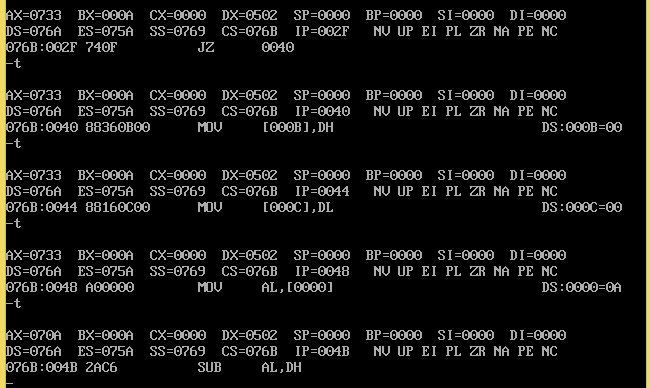 AX=0733 BX=000A CX=0000 DX=0502 SP=0000 BP=0000 SI=0000 DI=0000
DS=076A ES=075A SS=0769 CS=076B IP=002F NV UP EI PL ZR NA PE NC
076B:002F 740F JZ 0040
-t
AX=0733 BX=000A CX=0000 DX=0502 SP=0000 BP=0000 SI=0000 DI=0000
DS=076A ES=075A SS=0769 CS=076B IP=0040 NV UP EI PL ZR NA PE NC
076B:0040 88360B00 MOV [000B],DH DS:000B=00
-t
AX=0733 BX=000A CX=0000 DX=0502 SP=0000 BP=0000 SI=0000 DI=0000
DS=076A ES=075A SS=0769 CS=076B IP=0044 NV UP EI PL ZR NA PE NC
076B:0044 88160C00 MOV [000C],DL DS:000C=00
-t
AX=0733 BX=000A CX=0000 DX=0502 SP=0000 BP=0000 SI=0000 DI=0000
DS=076A ES=075A SS=0769 CS=076B IP=0048 NV UP EI PL ZR NA PE NC
076B:0048 A00000 MOV AL,[0000] DS:0000=0A
-t
AX=070A BX=000A CX=0000 DX=0502 SP=0000 BP=0000 SI=0000 DI=0000
DS=076A ES=075A SS=0769 CS=076B IP=004B NV UP EI PL ZR NA PE NC
076B:004B 2AC6 SUB AL,DH
-